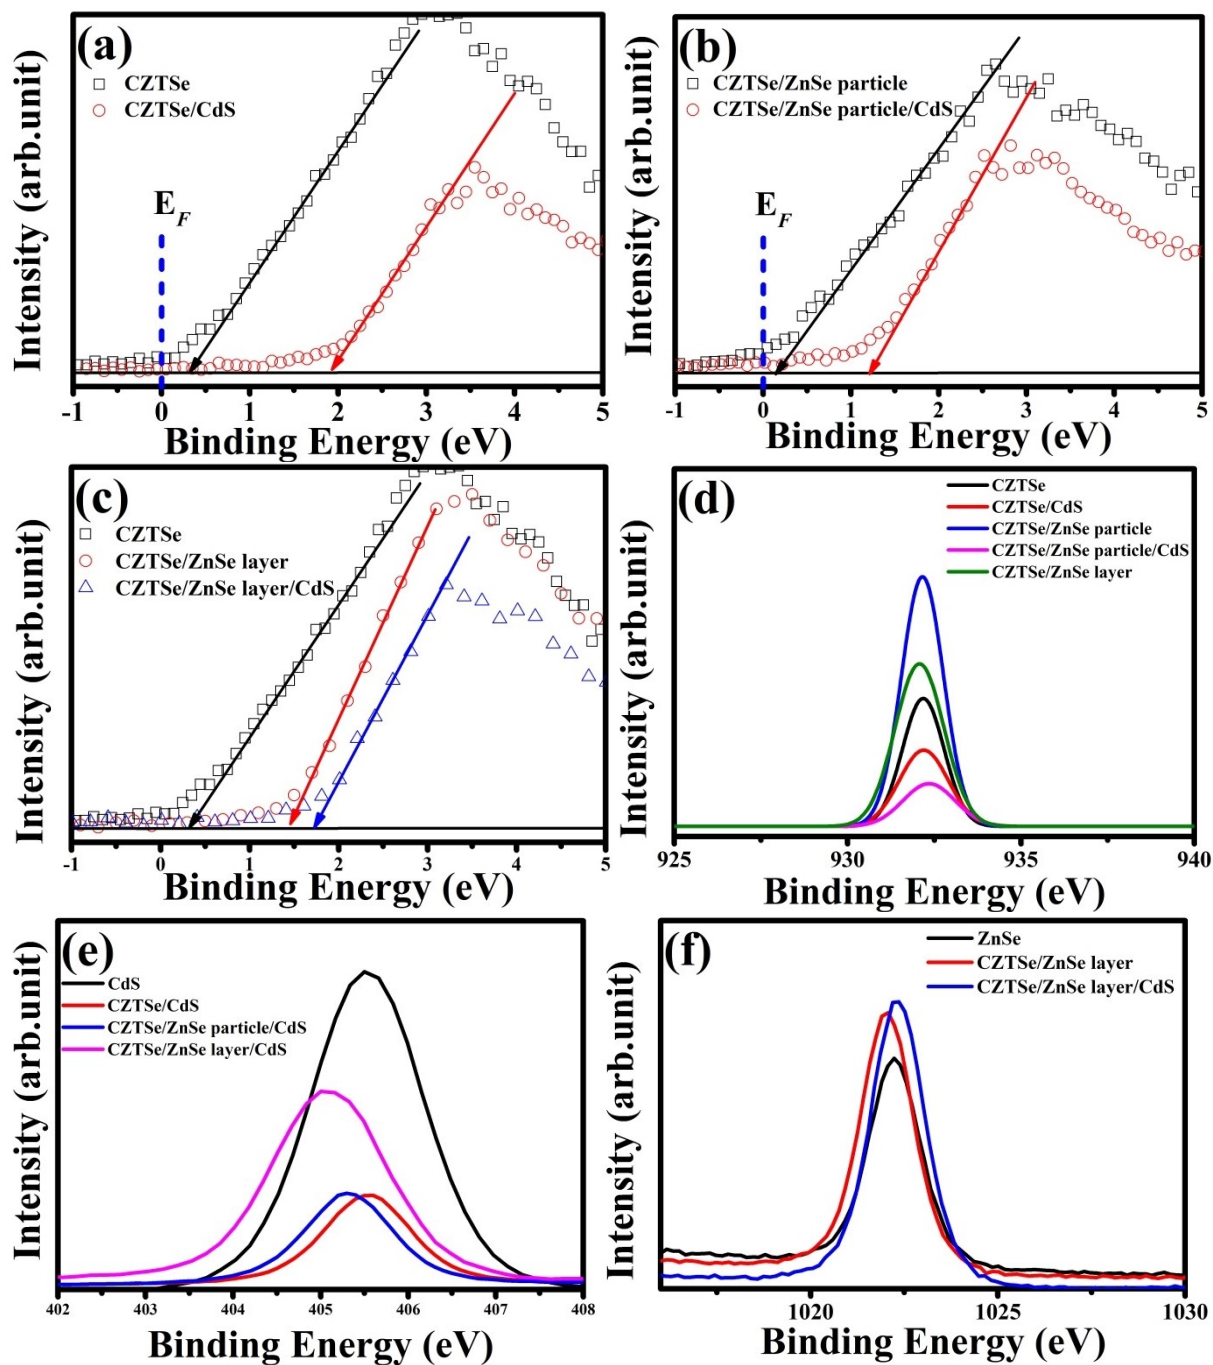 (a)
CZTSe
CZTSe/CdS
E_F
Intensity (arb.unit)
-1 0 1 2 3 4 5
Binding Energy (eV)
(b)
CZTSe/ZnSe particle
CZTSe/ZnSe particle/CdS
E_F
Intensity (arb.unit)
-1 0 1 2 3 4 5
Binding Energy (eV)
(c)
CZTSe
CZTSe/ZnSe layer
CZTSe/ZnSe layer/CdS
Intensity (arb.unit)
-1 0 1 2 3 4 5
Binding Energy (eV)
(d)
CZTSe
CZTSe/CdS
CZTSe/ZnSe particle
CZTSe/ZnSe particle/CdS
CZTSe/ZnSe layer
Intensity (arb.unit)
925 930 935 940
Binding Energy (eV)
(e)
CdS
CZTSe/CdS
CZTSe/ZnSe particle/CdS
CZTSe/ZnSe layer/CdS
Intensity (arb.unit)
402 403 404 405 406 407 408
Binding Energy (eV)
(f)
ZnSe
CZTSe/ZnSe layer
CZTSe/ZnSe layer/CdS
Intensity (arb.unit)
1020 1025 1030
Binding Energy (eV)